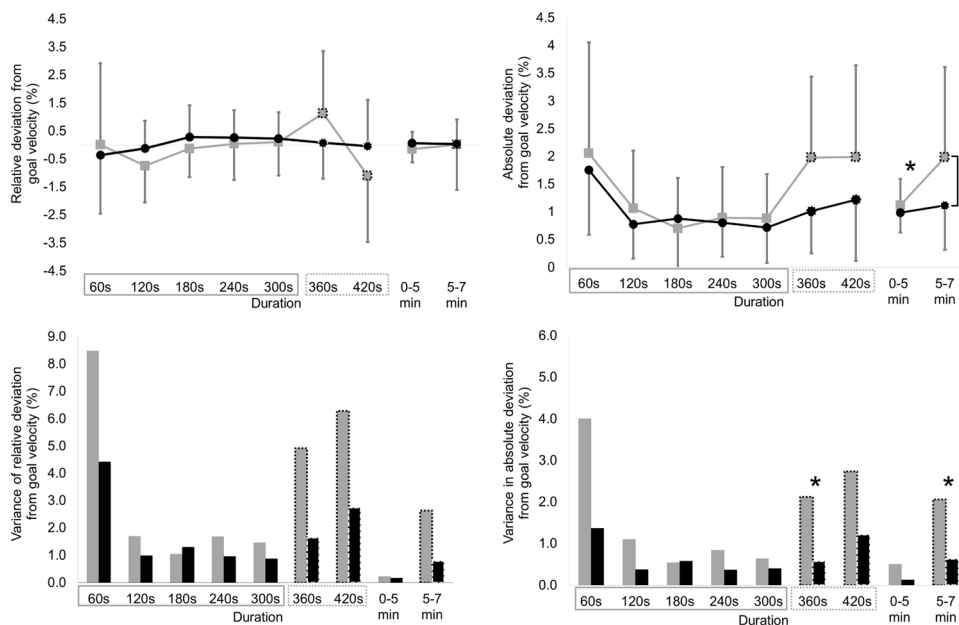 Relative deviation from
goal velocity (%)
4.5
3.5
2.5
1.5
0.5
-0.5
-1.5
-2.5
-3.5
-4.5
60s 120s 180s 240s 300s 360s 420s 0-5 min 5-7 min
Duration
Absolute deviation
from goal velocity (%)
4.5
4
3.5
3
2.5
2
1.5
1
0.5
0
*
60s 120s 180s 240s 300s 360s 420s 0-5 min 5-7 min
Duration
Variance of relative deviation
from goal velocity (%)
9.0
8.0
7.0
6.0
5.0
4.0
3.0
2.0
1.0
0.0
60s 120s 180s 240s 300s 360s 420s 0-5 min 5-7 min
Duration
Variance in absolute deviation
from goal velocity (%)
6.0
5.0
4.0
3.0
2.0
1.0
0.0
* *
60s 120s 180s 240s 300s 360s 420s 0-5 min 5-7 min
Duration